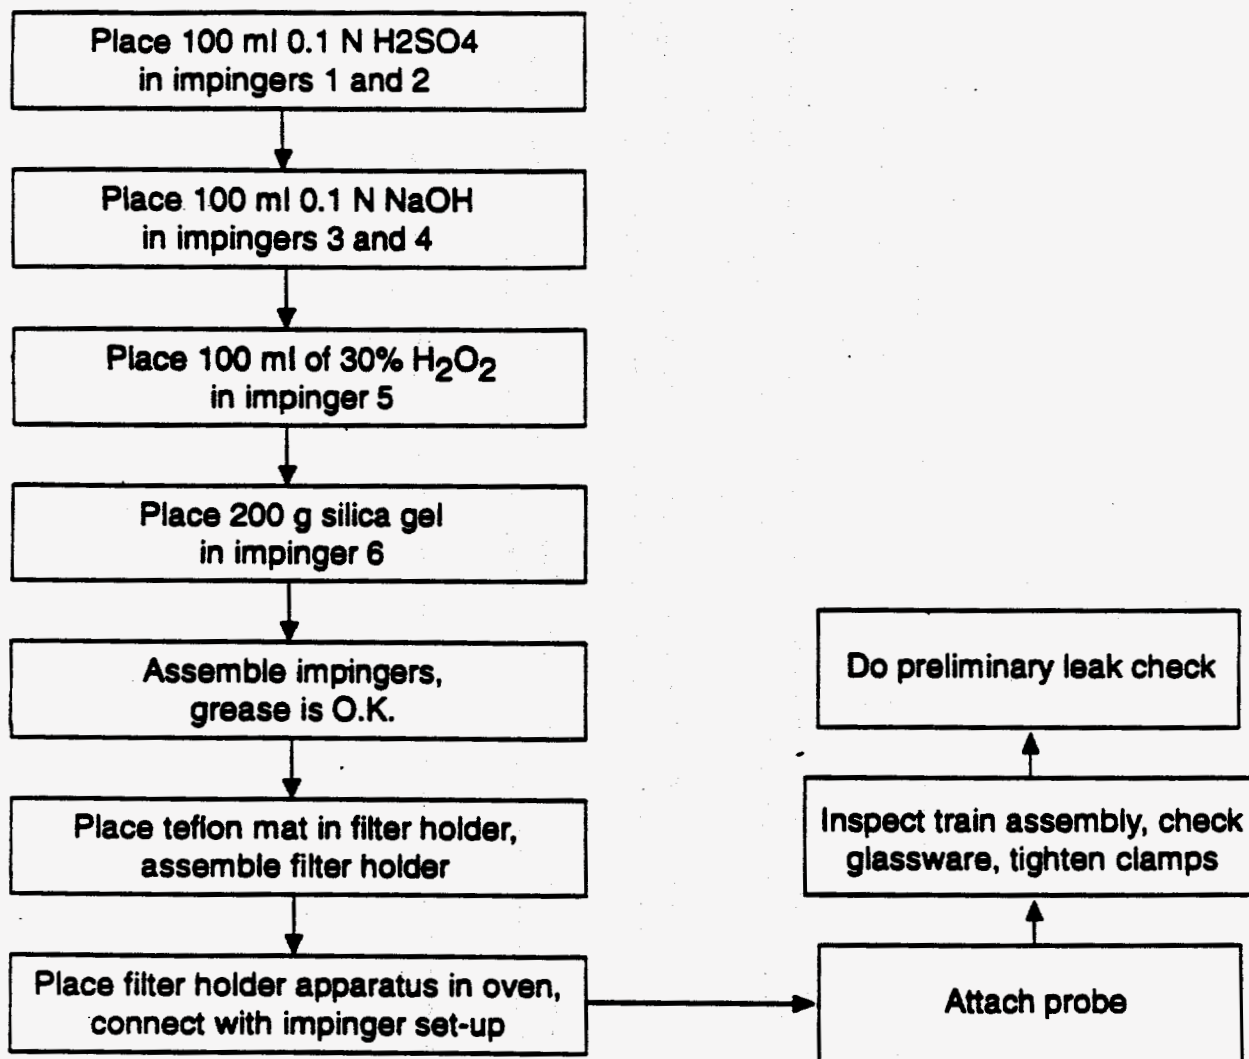 Place 100 ml 0.1 N H2SO4
in impingers 1 and 2
Place 100 ml 0.1 N NaOH
in impingers 3 and 4
Place 100 ml of 30% H₂O₂
in impinger 5
Place 200 g silica gel
in impinger 6
Assemble impingers,
grease is O.K.
Place teflon mat in filter holder,
assemble filter holder
Place filter holder apparatus in oven,
connect with impinger set-up
Attach probe
Inspect train assembly, check
glassware, tighten clamps
Do preliminary leak check